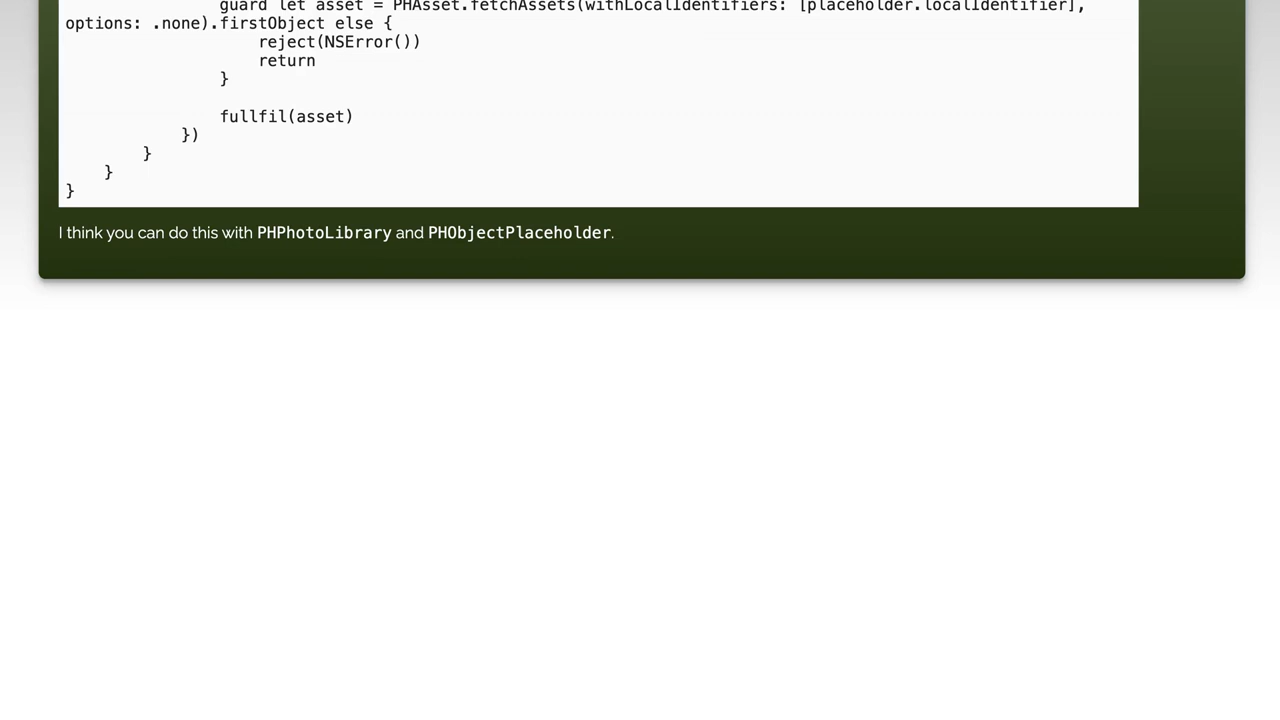 guard let asset = PHAsset.fetchAssets(withLocalIdentifiers: [placeholder.localIdentifier],
options: .none).firstObject else {
reject(NSError())
return
}
fullfil(asset)
})
}
}
}
I think you can do this with PHPhotoLibrary and PHObjectPlaceholder.